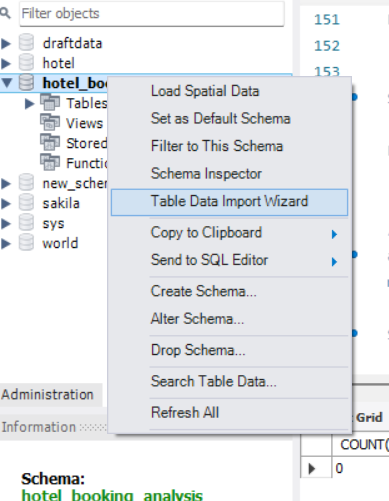 Filter objects
draftdata
hotel
hotel_bo
Tables
Views
Stored
Functio
new_scher
sakila
sys
world
Administration
Information
Schema:
hotel_booking_analysis
Load Spatial Data
Set as Default Schema
Filter to This Schema
Schema Inspector
Table Data Import Wizard
Copy to Clipboard
Send to SQL Editor
Create Schema...
Alter Schema...
Drop Schema...
Search Table Data...
Refresh All
151
152
153
Grid
COUNT(
0